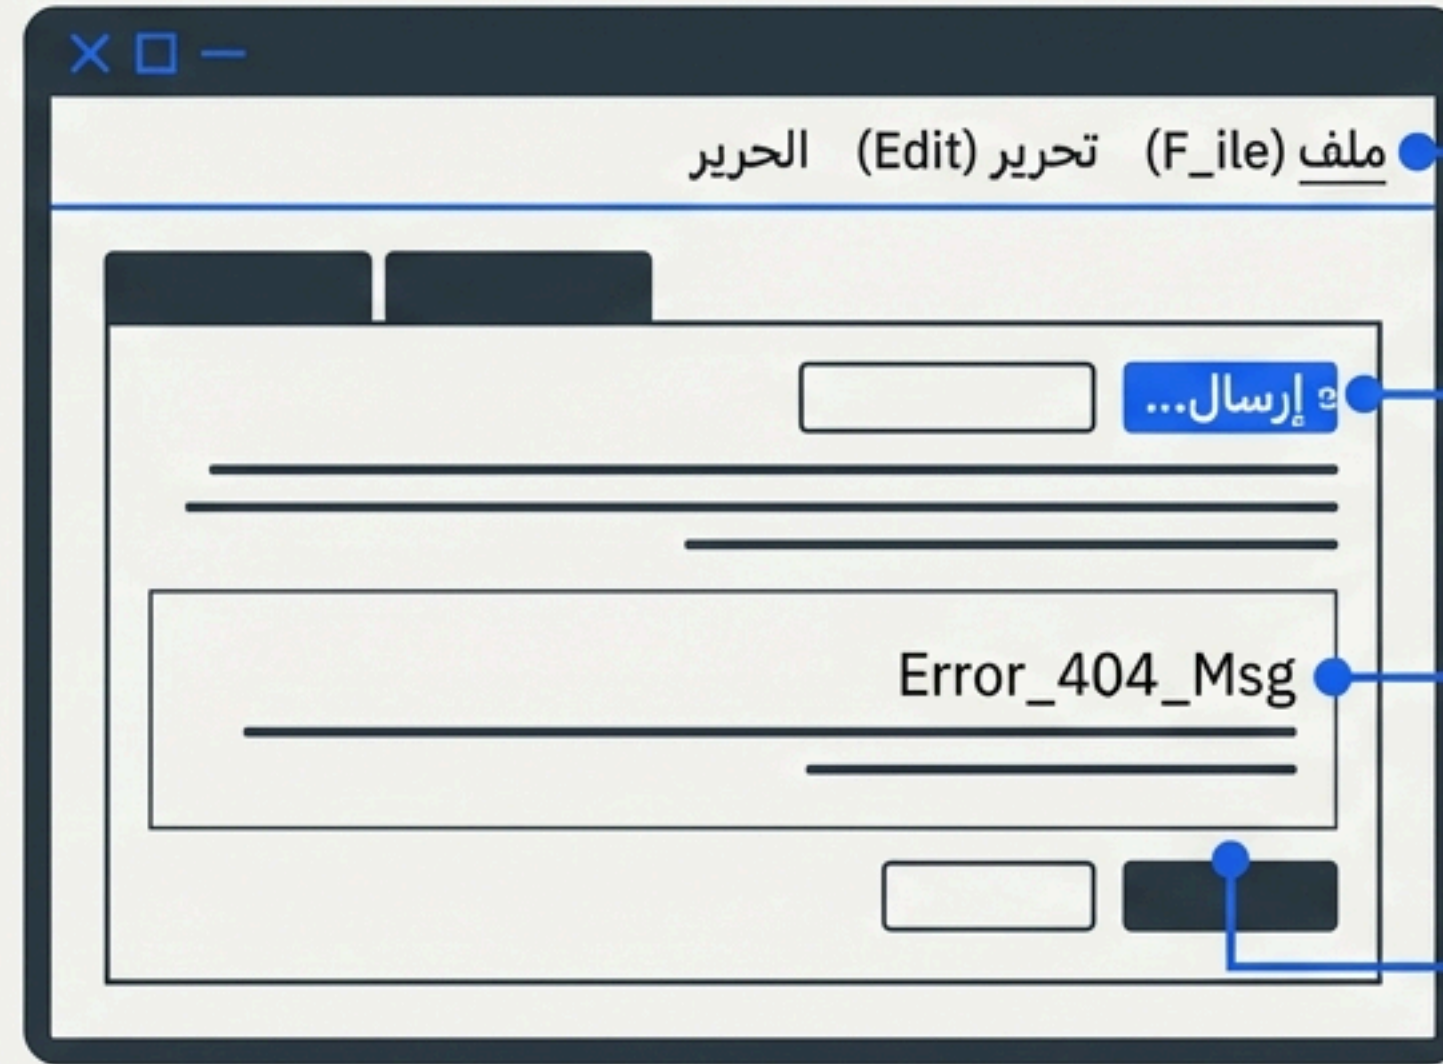 ملف (F_ile) تحرير (Edit) الحرير
إرسال...
Error_404_Msg